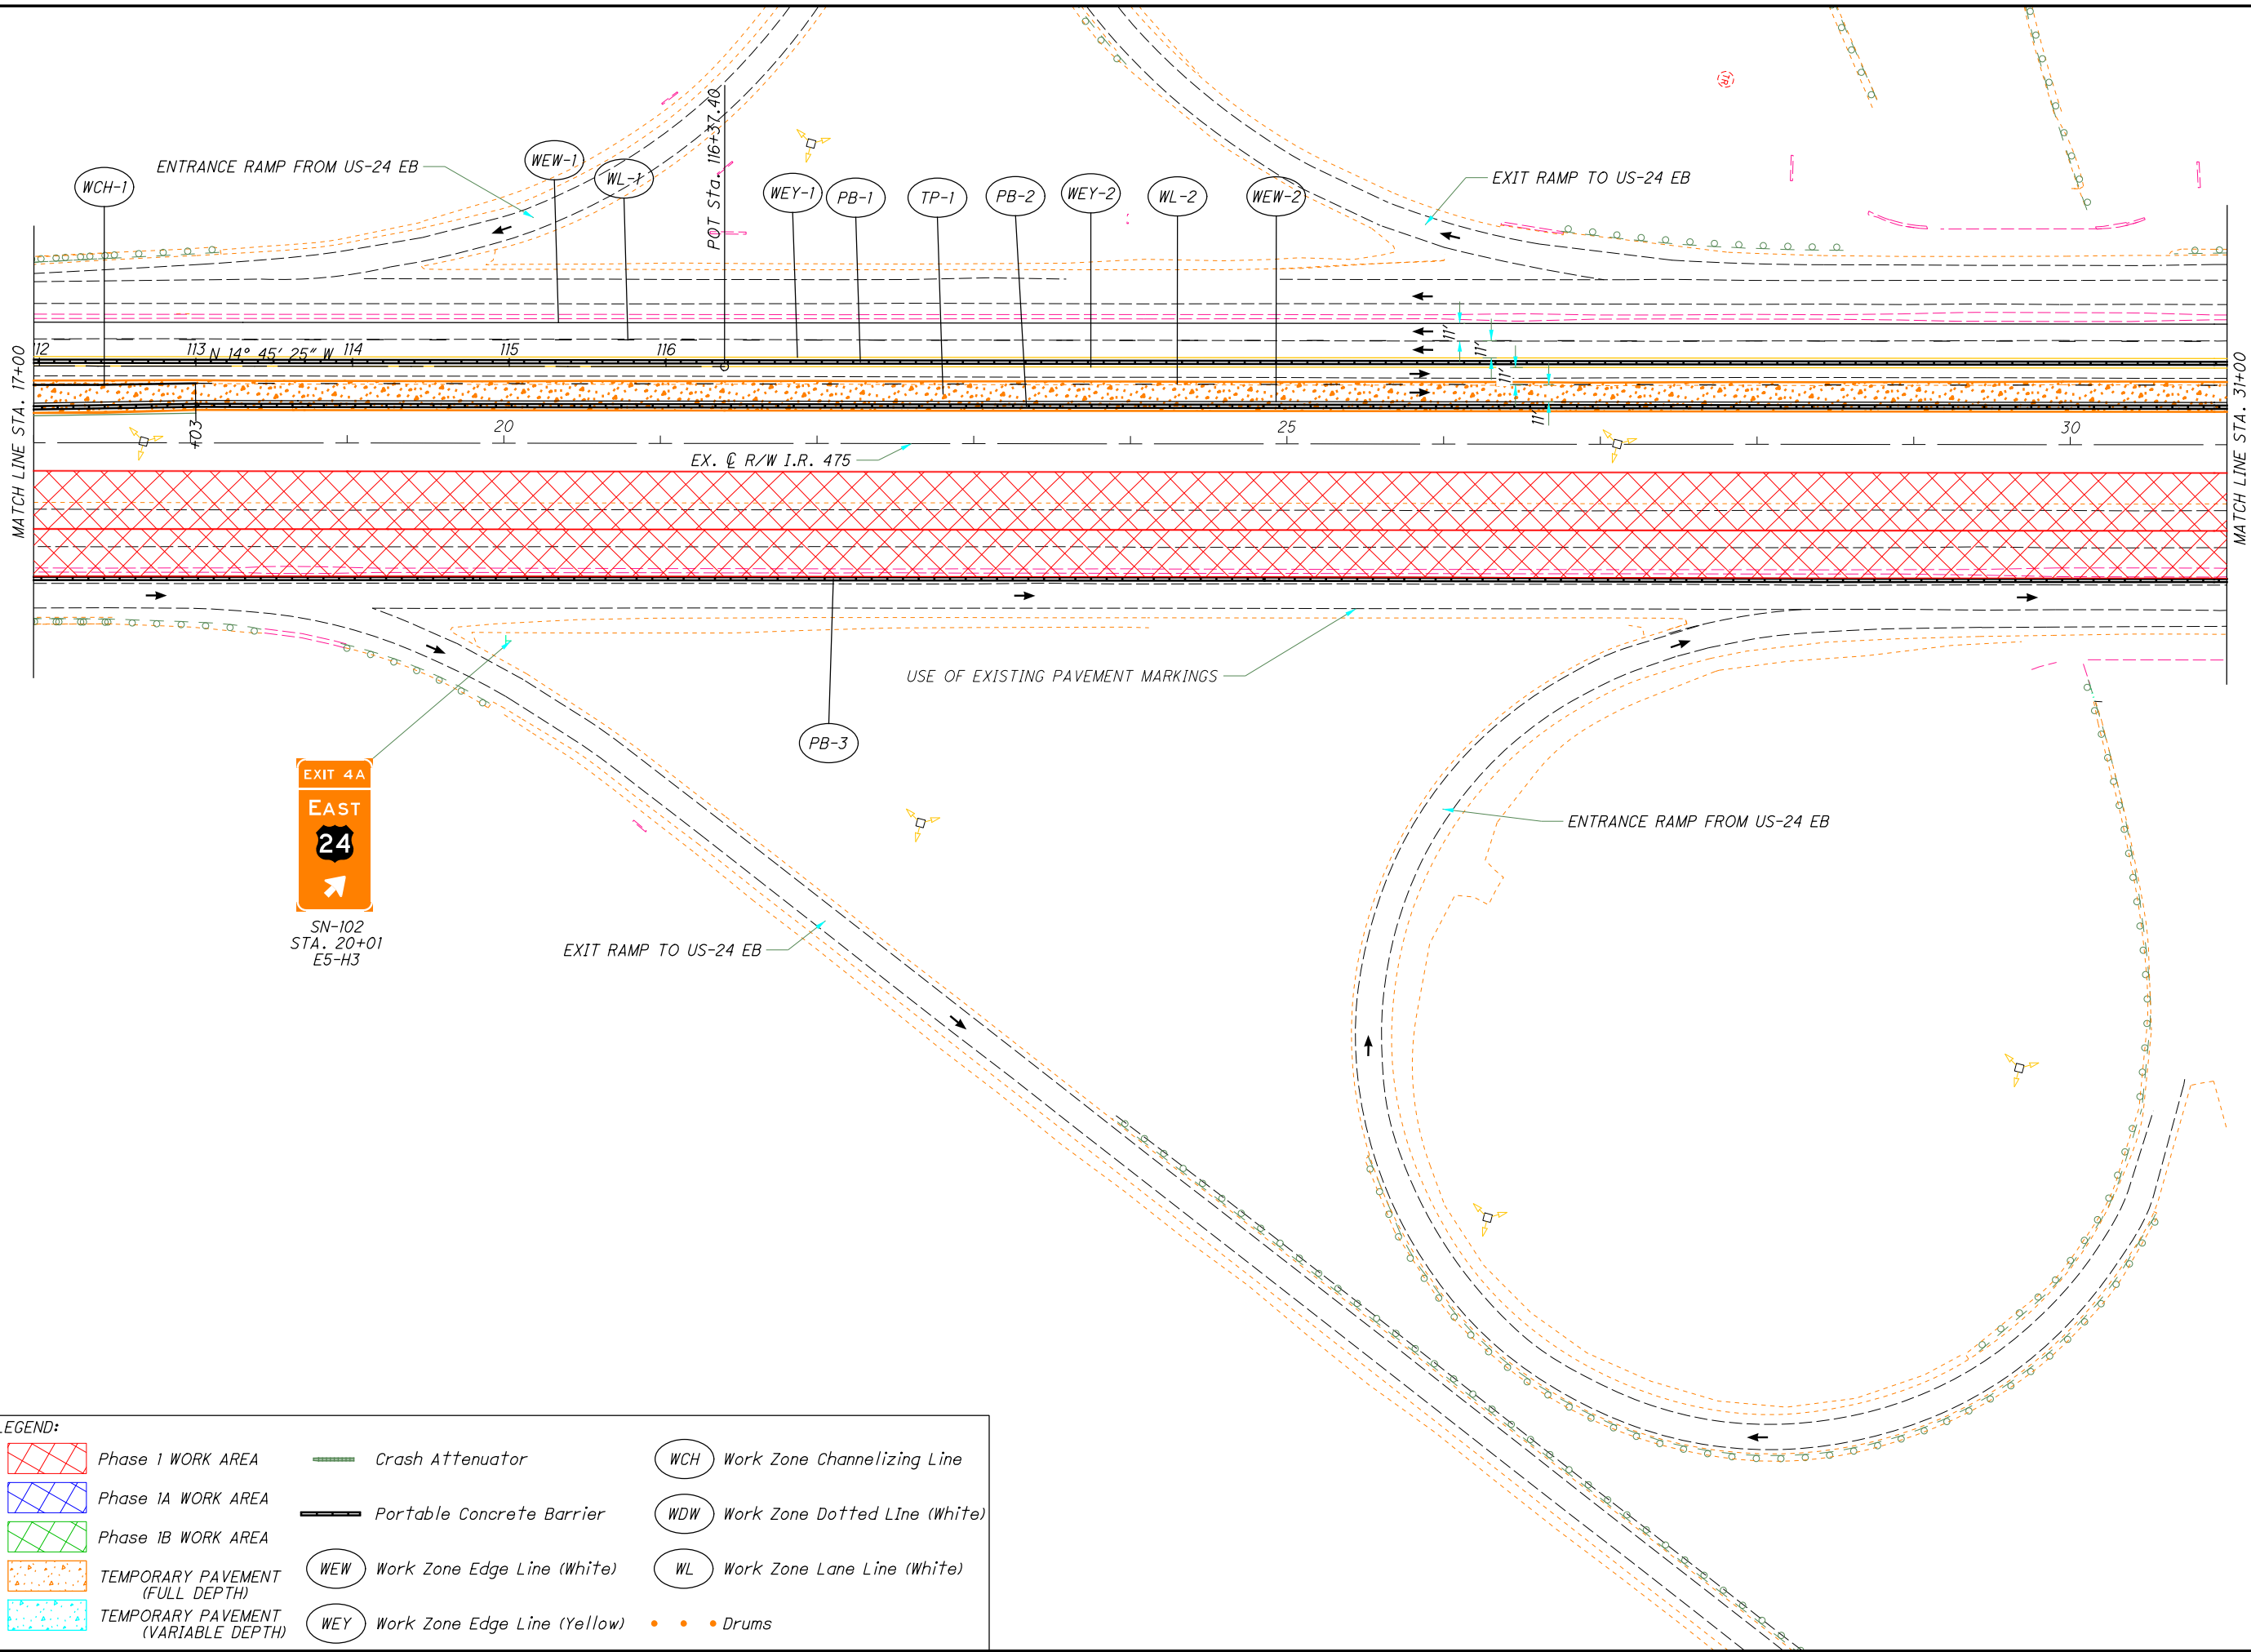 TR
POT Sta. 116+37.40
ENTRANCE RAMP FROM US-24 EB
EXIT RAMP TO US-24 EB
WCH-1
WEW-1
WL-1
WEY-1
PB-1
TP-1
PB-2
WEY-2
WL-2
WEW-2
11'
11'
11'
11'
112
113
N 14° 45' 25" W
114
115
116
MATCH LINE STA. 17+00
MATCH LINE STA. 31+00
+03
20
25
30
EX. ℄ R/W I.R. 475
USE OF EXISTING PAVEMENT MARKINGS
PB-3
EXIT 4A
EAST
24
SN-102
STA. 20+01
E5-H3
ENTRANCE RAMP FROM US-24 EB
EXIT RAMP TO US-24 EB
LEGEND:
Phase 1 WORK AREA
Phase 1A WORK AREA
Phase 1B WORK AREA
TEMPORARY PAVEMENT
(FULL DEPTH)
TEMPORARY PAVEMENT
(VARIABLE DEPTH)
Crash Attenuator
Portable Concrete Barrier
WEW Work Zone Edge Line (White)
WEY Work Zone Edge Line (Yellow)
WCH Work Zone Channelizing Line
WDW Work Zone Dotted LIne (White)
WL Work Zone Lane Line (White)
Drums